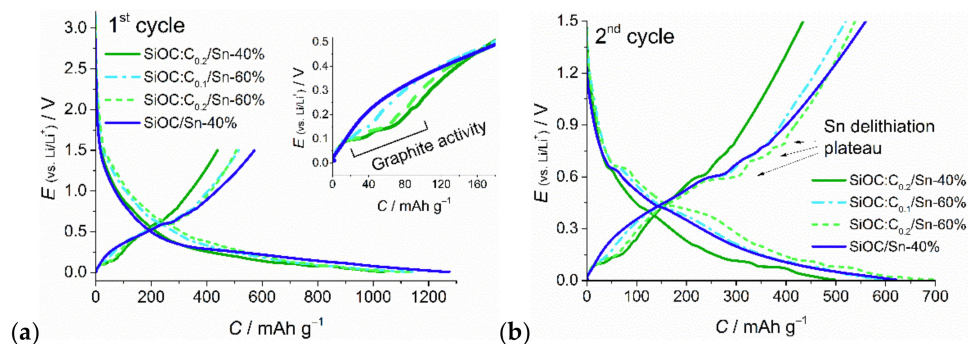 (a)
1st cycle
SiOC:C0.2/Sn-40%
SiOC:C0.1/Sn-60%
SiOC:C0.2/Sn-60%
SiOC/Sn-40%
E (vs. Li/Li+) / V
3.0
2.5
2.0
1.5
1.0
0.5
0.0
0 200 400 600 800 1000 1200
C / mAh g–1
E (vs. Li/Li+) / V
0.5
0.4
0.3
0.2
0.1
0.0
0 40 80 120 160
C / mAh g–1
Graphite activity
(b)
2nd cycle
E (vs. Li/Li+) / V
1.5
1.2
0.9
0.6
0.3
0.0
0 100 200 300 400 500 600 700
C / mAh g–1
Sn delithiation
plateau
SiOC:C0.2/Sn-40%
SiOC:C0.1/Sn-60%
SiOC:C0.2/Sn-60%
SiOC/Sn-40%